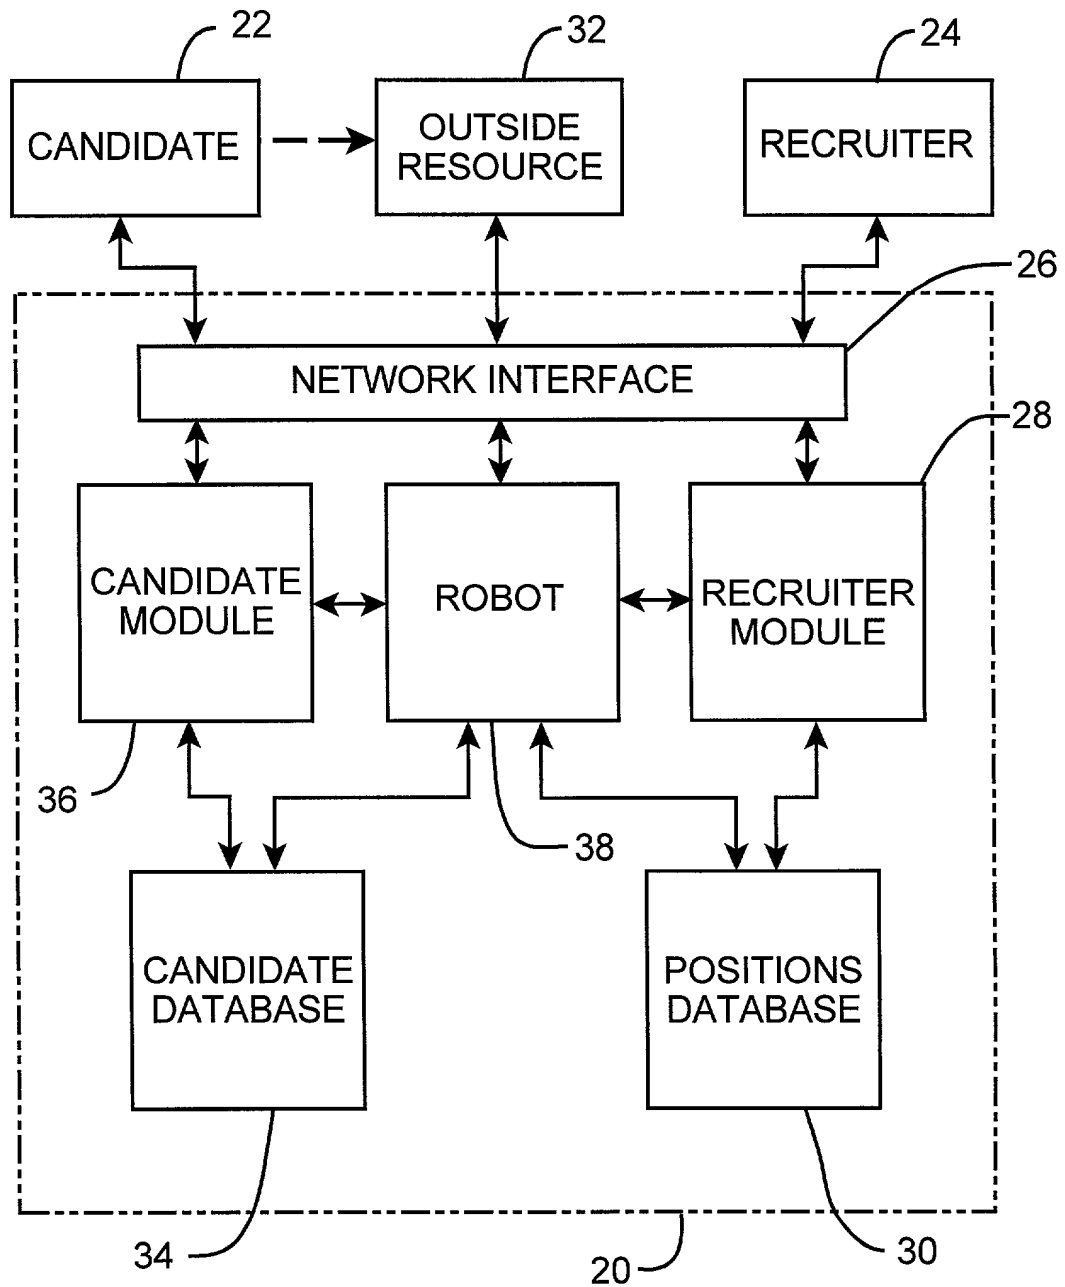 22
32
24
CANDIDATE
OUTSIDE
RESOURCE
RECRUITER
26
NETWORK INTERFACE
28
CANDIDATE
MODULE
ROBOT
RECRUITER
MODULE
36
38
CANDIDATE
DATABASE
POSITIONS
DATABASE
34
20
30